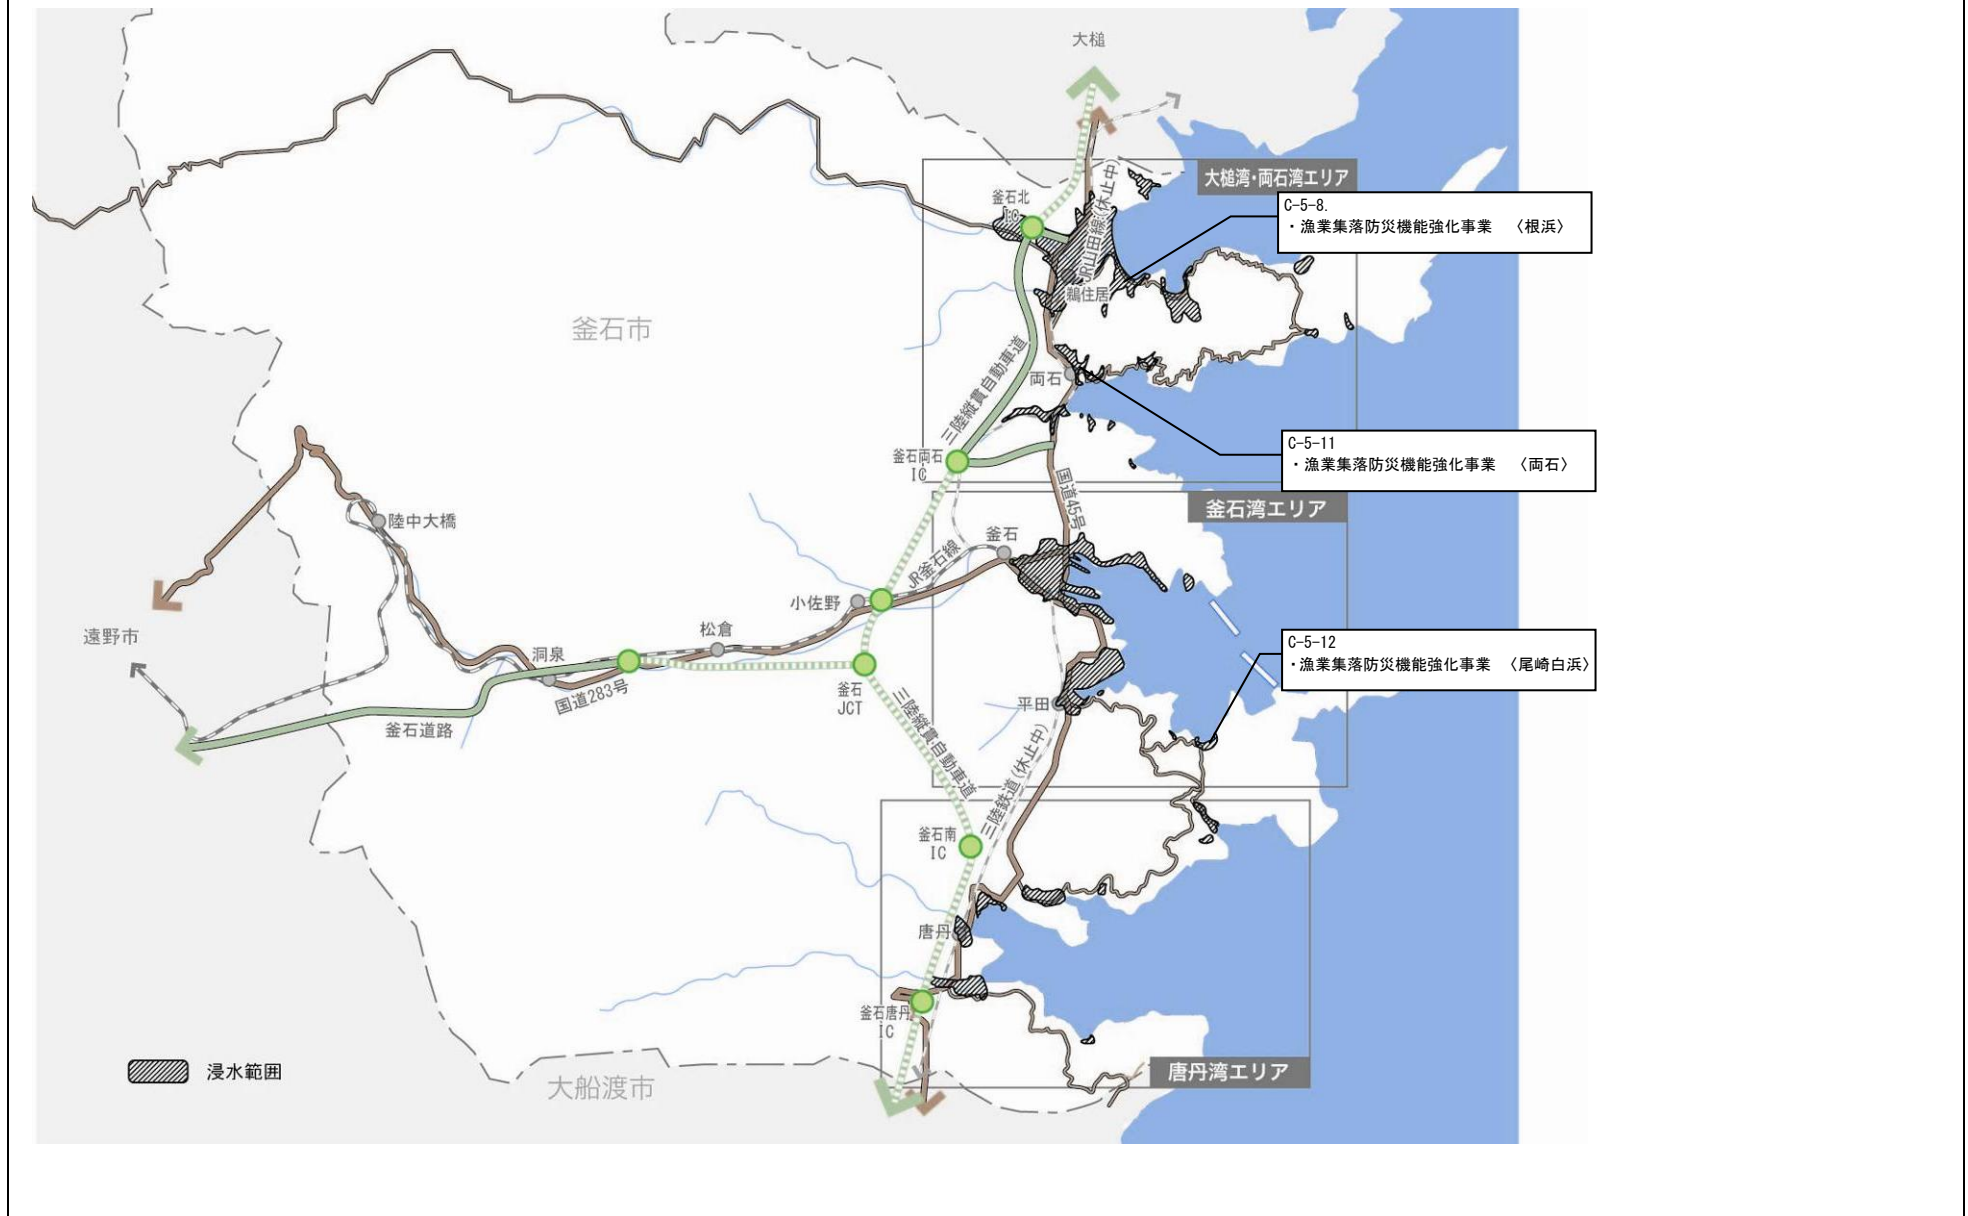 大槌
大槌湾・両石湾エリア
釜石北
IC
JR山田線(休止中)
C-5-8.
・漁業集落防災機能強化事業　〈根浜〉
鵜住居
釜石市
三陸縦貫自動車道
両石
C-5-11
・漁業集落防災機能強化事業　〈両石〉
釜石両石
IC
国道45号
釜石湾エリア
陸中大橋
釜石
JR釜石線
小佐野
松倉
遠野市
洞泉
国道283号
釜石道路
釜石
JCT
三陸縦貫自動車道
平田
C-5-12
・漁業集落防災機能強化事業　〈尾崎白浜〉
三陸鉄道(休止中)
釜石南
IC
唐丹
釜石唐丹
IC
唐丹湾エリア
浸水範囲
大船渡市